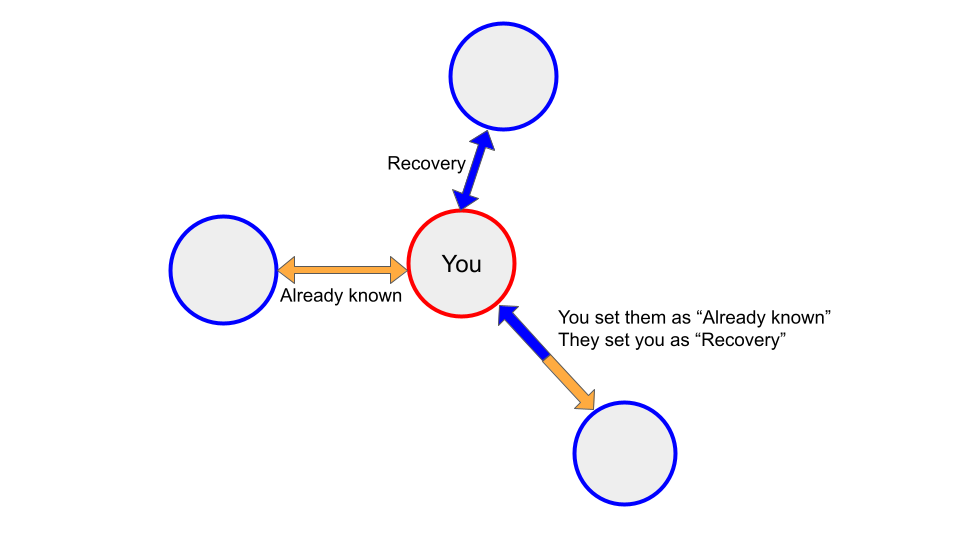 Recovery
You
Already known
You set them as “Already known”
They set you as “Recovery”